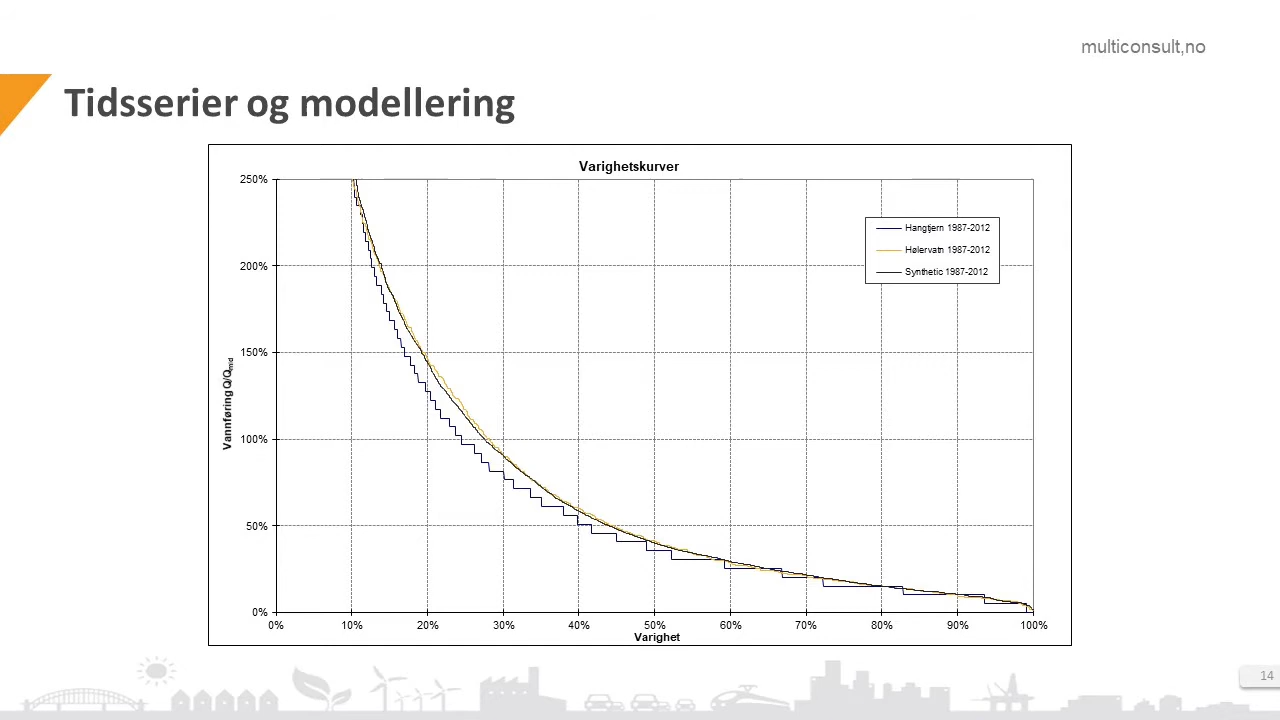 multiconsult,no
Tidsserier og modellering
Varighetskurver
250%
200%
150%
100%
50%
0%
Vannføring Q/Qmid
Hangtjern 1987-2012
Hølervatn 1987-2012
Synthetic 1987-2012
0% 10% 20% 30% 40% 50% 60% 70% 80% 90% 100%
Varighet
14